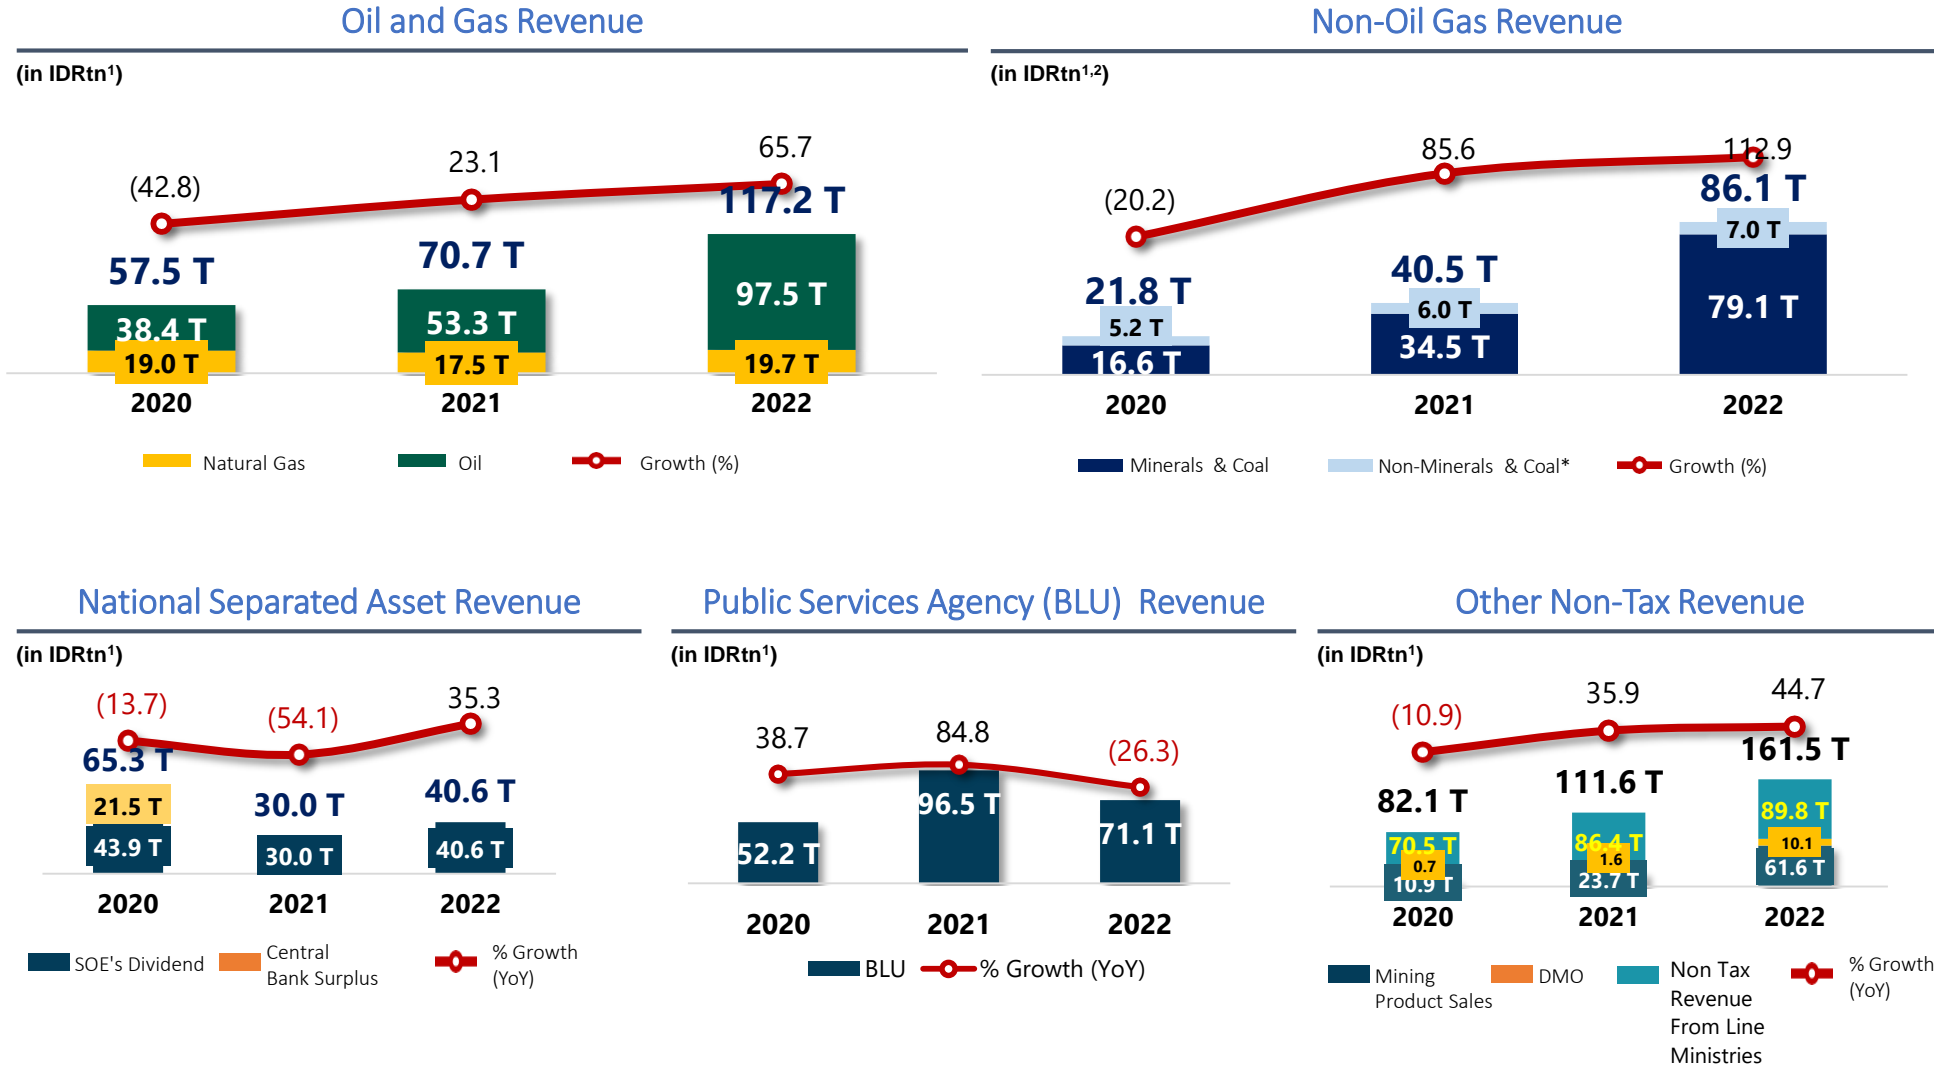 Oil and Gas Revenue
(in IDRtn¹)
(42.8)
23.1
65.7
57.5 T
70.7 T
117.2 T
38.4 T
53.3 T
97.5 T
19.0 T
17.5 T
19.7 T
2020
2021
2022
Natural Gas
Oil
Growth (%)
Non-Oil Gas Revenue
(in IDRtn¹,²)
(20.2)
85.6
112.9
21.8 T
40.5 T
86.1 T
5.2 T
6.0 T
7.0 T
16.6 T
34.5 T
79.1 T
2020
2021
2022
Minerals & Coal
Non-Minerals & Coal*
Growth (%)
National Separated Asset Revenue
(in IDRtn¹)
(13.7)
(54.1)
35.3
65.3 T
30.0 T
40.6 T
21.5 T
43.9 T
30.0 T
40.6 T
2020
2021
2022
SOE's Dividend
Central
Bank Surplus
% Growth
(YoY)
Public Services Agency (BLU) Revenue
(in IDRtn¹)
38.7
84.8
(26.3)
52.2 T
96.5 T
71.1 T
2020
2021
2022
BLU
% Growth (YoY)
Other Non-Tax Revenue
(in IDRtn¹)
(10.9)
35.9
44.7
82.1 T
111.6 T
161.5 T
70.5 T
86.4 T
89.8 T
0.7
1.6
10.1
10.9 T
23.7 T
61.6 T
2020
2021
2022
Mining
Product Sales
DMO
Non Tax
Revenue
From Line
Ministries
% Growth
(YoY)